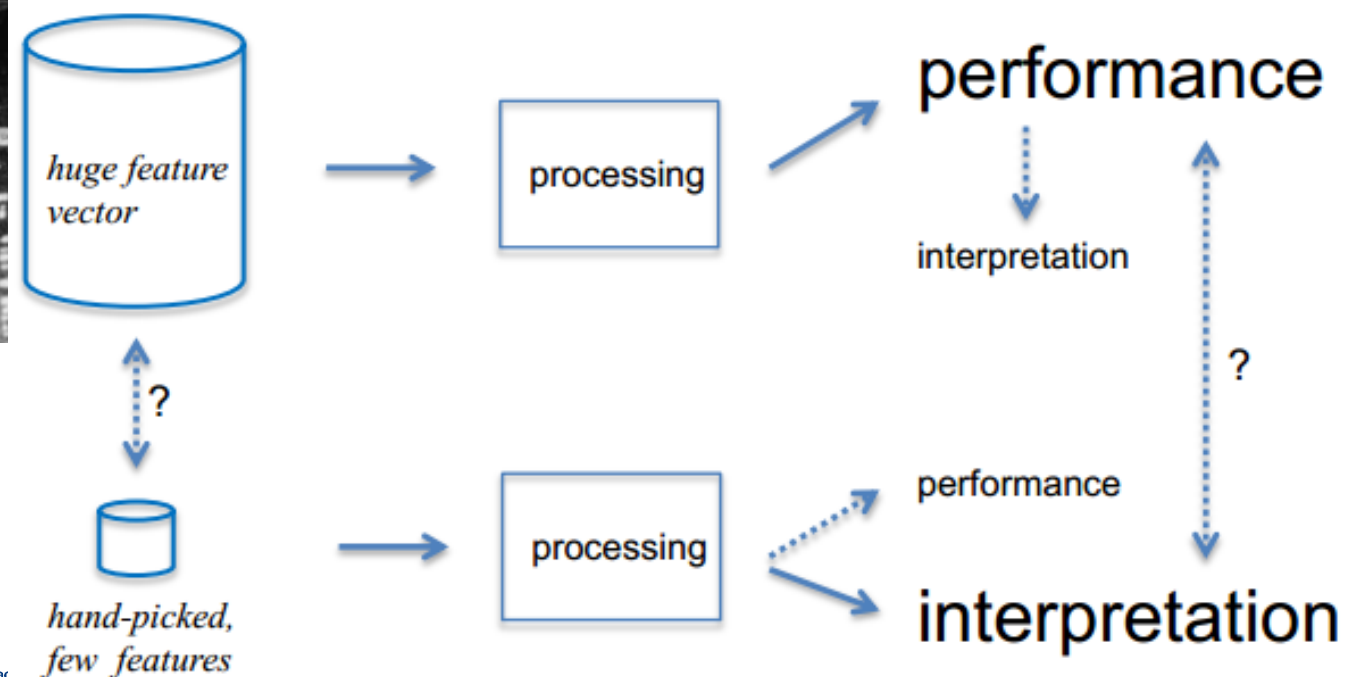 performance
huge feature
vector
processing
interpretation
?
?
performance
processing
hand-picked,
few features
interpretation